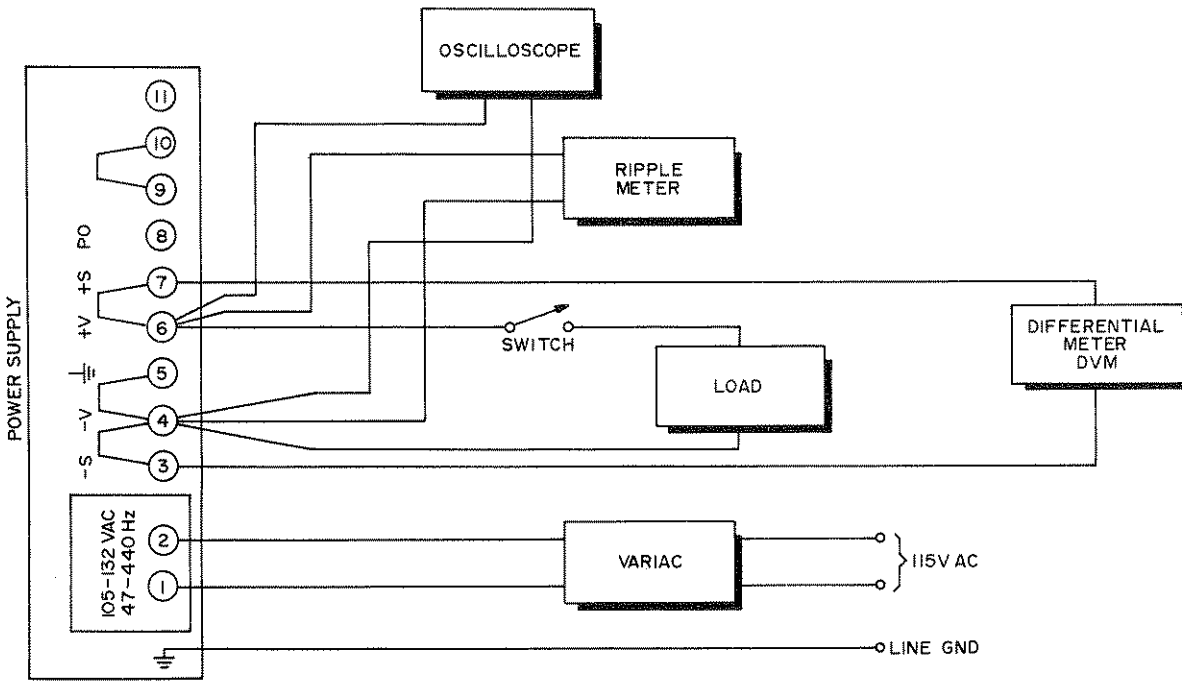 OSCILLOSCOPE
RIPPLE
METER
SWITCH
LOAD
DIFFERENTIAL
METER
DVM
POWER SUPPLY
11
10
9
PO
8
+S
7
+V
6
5
-V
4
-S
3
105-132 VAC
47-440 Hz
2
1
VARIAC
115V AC
LINE GND